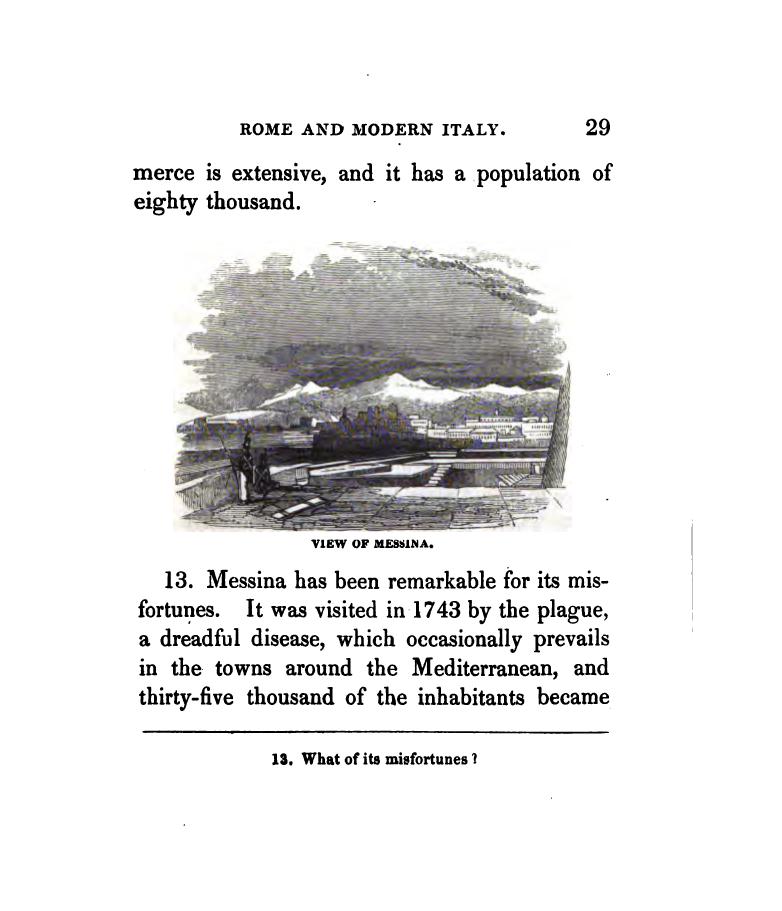 ROME AND MODERN ITALY. 29
merce is extensive, and it has a population of
eighty thousand.
VIEW OF MESSINA.
13. Messina has been remarkable for its mis-
fortunes. It was visited in 1743 by the plague,
a dreadful disease, which occasionally prevails
in the towns around the Mediterranean, and
thirty-five thousand of the inhabitants became
13. What of its misfortunes?